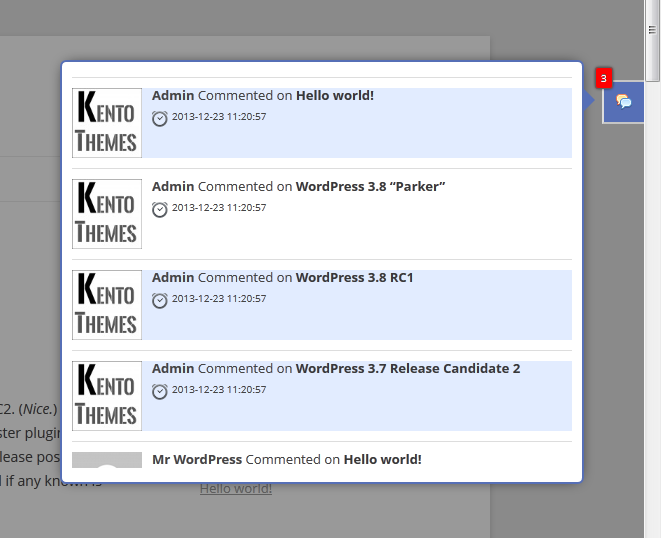 3
Admin Commented on Hello world!
2013-12-23 11:20:57
KENTO
THEMES
Admin Commented on WordPress 3.8 “Parker”
2013-12-23 11:20:57
KENTO
THEMES
Admin Commented on WordPress 3.8 RC1
2013-12-23 11:20:57
KENTO
THEMES
Admin Commented on WordPress 3.7 Release Candidate 2
2013-12-23 11:20:57
KENTO
THEMES
Mr WordPress Commented on Hello world!
C2. (Nice.)
ster plugin
lease pos
if any known is
Hello world!